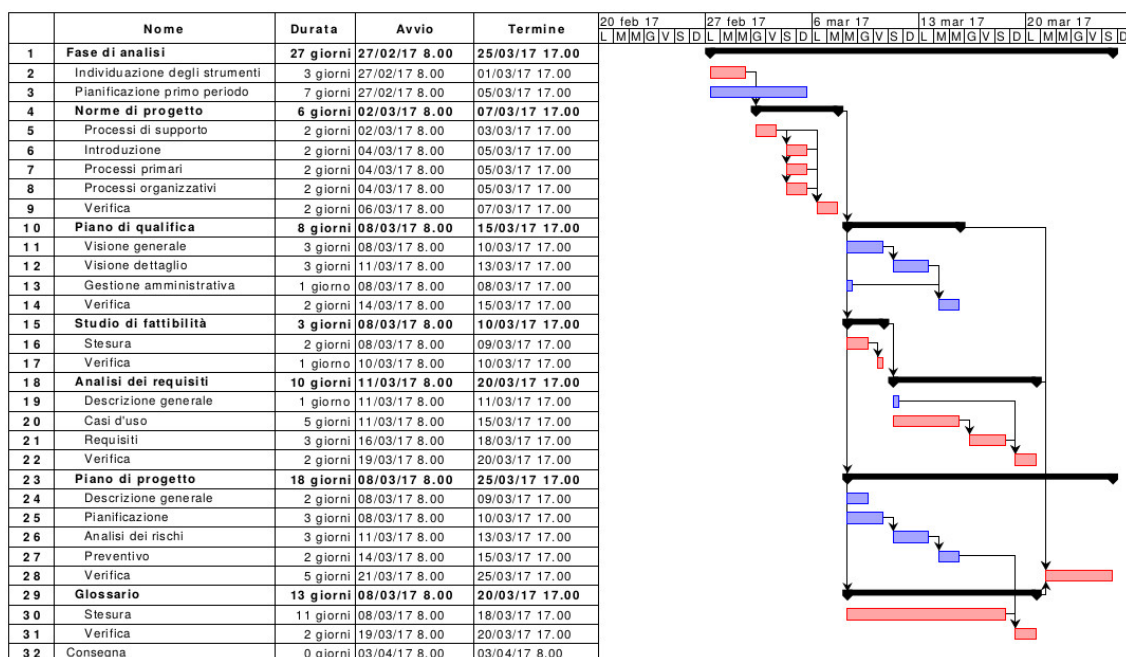 Nome Durata Avvio Termine 20 feb 17 27 feb 17 6 mar 17 13 mar 17 20 mar 17
L M M G V S D L M M G V S D L M M G V S D L M M G V S D L M M G V S D
1 Fase di analisi 27 giorni 27/02/17 8.00 25/03/17 17.00
2 Individuazione degli strumenti 3 giorni 27/02/17 8.00 01/03/17 17.00
3 Pianificazione primo periodo 7 giorni 27/02/17 8.00 05/03/17 17.00
4 Norme di progetto 6 giorni 02/03/17 8.00 07/03/17 17.00
5 Processi di supporto 2 giorni 02/03/17 8.00 03/03/17 17.00
6 Introduzione 2 giorni 04/03/17 8.00 05/03/17 17.00
7 Processi primari 2 giorni 04/03/17 8.00 05/03/17 17.00
8 Processi organizzativi 2 giorni 04/03/17 8.00 05/03/17 17.00
9 Verifica 2 giorni 06/03/17 8.00 07/03/17 17.00
10 Piano di qualifica 8 giorni 08/03/17 8.00 15/03/17 17.00
11 Visione generale 3 giorni 08/03/17 8.00 10/03/17 17.00
12 Visione dettaglio 3 giorni 11/03/17 8.00 13/03/17 17.00
13 Gestione amministrativa 1 giorno 08/03/17 8.00 08/03/17 17.00
14 Verifica 2 giorni 14/03/17 8.00 15/03/17 17.00
15 Studio di fattibilità 3 giorni 08/03/17 8.00 10/03/17 17.00
16 Stesura 2 giorni 08/03/17 8.00 09/03/17 17.00
17 Verifica 1 giorno 10/03/17 8.00 10/03/17 17.00
18 Analisi dei requisiti 10 giorni 11/03/17 8.00 20/03/17 17.00
19 Descrizione generale 1 giorno 11/03/17 8.00 11/03/17 17.00
20 Casi d'uso 5 giorni 11/03/17 8.00 15/03/17 17.00
21 Requisiti 3 giorni 16/03/17 8.00 18/03/17 17.00
22 Verifica 2 giorni 19/03/17 8.00 20/03/17 17.00
23 Piano di progetto 18 giorni 08/03/17 8.00 25/03/17 17.00
24 Descrizione generale 2 giorni 08/03/17 8.00 09/03/17 17.00
25 Pianificazione 3 giorni 08/03/17 8.00 10/03/17 17.00
26 Analisi dei rischi 3 giorni 11/03/17 8.00 13/03/17 17.00
27 Preventivo 2 giorni 14/03/17 8.00 15/03/17 17.00
28 Verifica 5 giorni 21/03/17 8.00 25/03/17 17.00
29 Glossario 13 giorni 08/03/17 8.00 20/03/17 17.00
30 Stesura 11 giorni 08/03/17 8.00 18/03/17 17.00
31 Verifica 2 giorni 19/03/17 8.00 20/03/17 17.00
32 Consegna 0 giorni 03/04/17 8.00 03/04/17 8.00